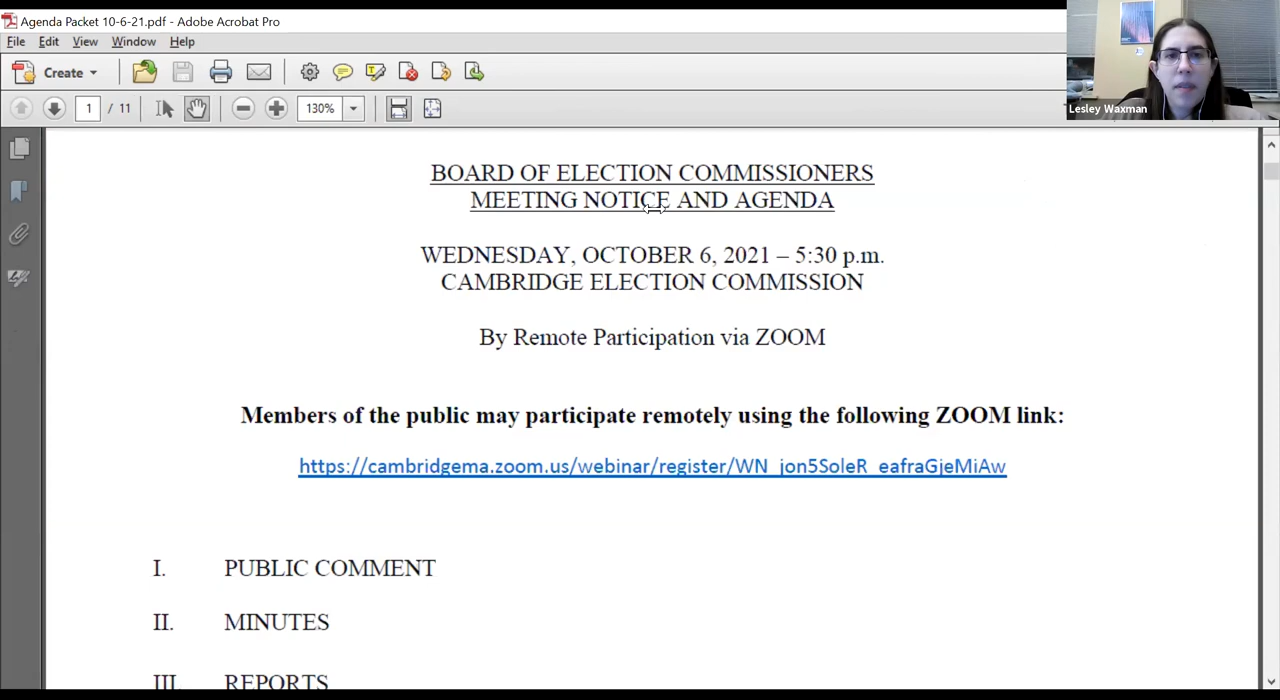 Agenda Packet 10-6-21.pdf - Adobe Acrobat Pro
File Edit View Window Help
Create
1 / 11 130%
Lesley Waxman
BOARD OF ELECTION COMMISSIONERS
MEETING NOTICE AND AGENDA
WEDNESDAY, OCTOBER 6, 2021 – 5:30 p.m.
CAMBRIDGE ELECTION COMMISSION
By Remote Participation via ZOOM
Members of the public may participate remotely using the following ZOOM link:
https://cambridgema.zoom.us/webinar/register/WN_jon5SoleR_eafraGjeMiAw
I. PUBLIC COMMENT
II. MINUTES
III. REPORTS